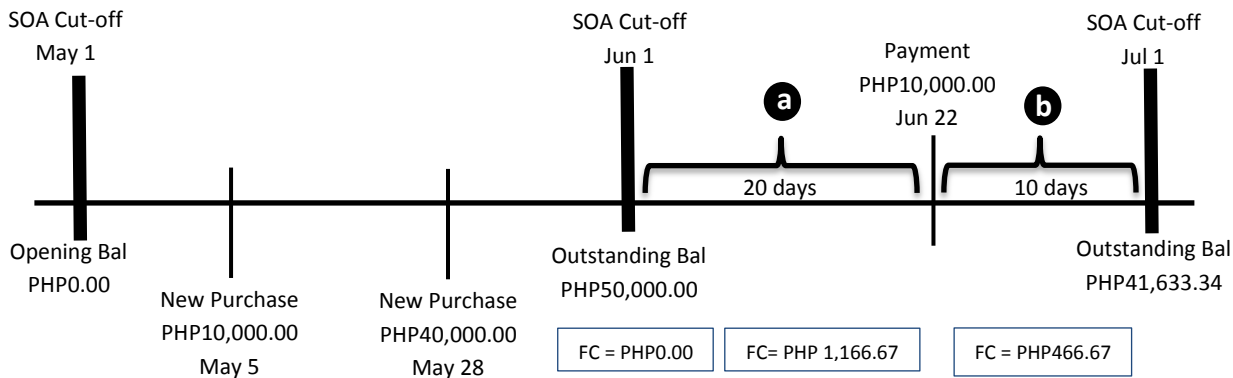 SOA Cut-off
May 1
SOA Cut-off
Jun 1
Payment
PHP10,000.00
Jun 22
SOA Cut-off
Jul 1
a
b
20 days
10 days
Opening Bal
PHP0.00
New Purchase
PHP10,000.00
May 5
New Purchase
PHP40,000.00
May 28
Outstanding Bal
PHP50,000.00
Outstanding Bal
PHP41,633.34
FC = PHP0.00
FC= PHP 1,166.67
FC = PHP466.67